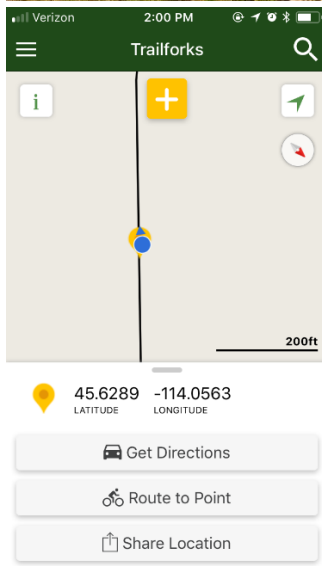 Verizon 2:00 PM
Trailforks
i
+
200ft
45.6289 -114.0563
LATITUDE LONGITUDE
Get Directions
Route to Point
Share Location